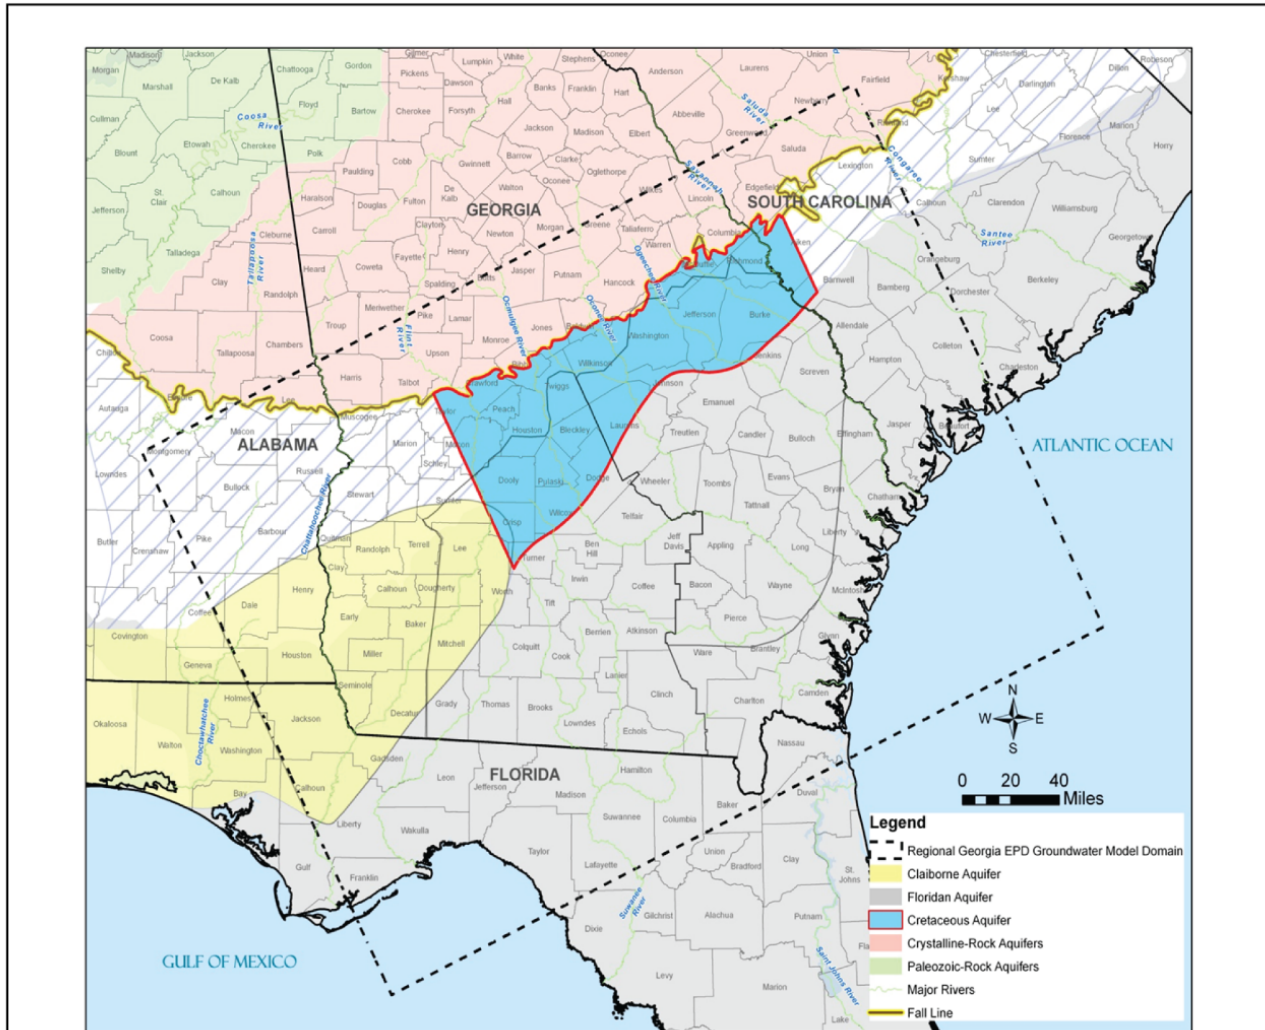 Madison
Jackson
Chattooga
Gordon
Gilmer
Lumpkin
White
Stephens
Oconee
Anderson
Laurens
Union
Fairfield
Kershaw
Chesterfield
Darlington
Dillon
Robeson
Morgan
Marshall
De Kalb
Floyd
Bartow
Pickens
Dawson
Cherokee
Forsyth
Hall
Banks
Franklin
Hart
Abbeville
Saluda
River
Newberry
Greenwood
Lee
Florence
Marion
Horry
Cullman
Coosa
River
Etowah
Cherokee
Polk
Blount
Jackson
Madison
Elbert
Saluda
Lexington
Congaree
River
Sumter
Paulding
Cobb
Gwinnett
Barrow
Clarke
Oconee
Oglethorpe
Wilkes
Savannah
River
Edgefield
Calhoun
Clarendon
Williamsburg
St.
Clair
Calhoun
Haralson
Douglas
Fulton
De
Kalb
Walton
Lincoln
SOUTH CAROLINA
Jefferson
GEORGIA
Talladega
Cleburne
Carroll
Clayton
Newton
Morgan
Greene
Taliaferro
Columbia
Warren
Aiken
Santee
River
Georgetown
Shelby
Clay
Tallapoosa
River
Randolph
Heard
Coweta
Fayette
Henry
Spalding
Butts
Jasper
Putnam
Hancock
Ogeechee River
Richmond
Barnwell
Orangeburg
Bamberg
Dorchester
Berkeley
Coosa
Chambers
Tallapoosa
Troup
Meriwether
Pike
Lamar
Flint
River
Upson
Monroe
Ocmulgee River
Jones
Oconee River
Washington
Jefferson
Burke
Allendale
Colleton
Charleston
Hampton
Chilton
Harris
Talbot
Crawford
Twiggs
Wilkinson
Johnson
Jenkins
Screven
Autauga
Elmore
Lee
Muscogee
Taylor
Peach
Houston
Bleckley
Laurens
Emanuel
Treutlen
Candler
Bulloch
Effingham
Jasper
Beaufort
ATLANTIC OCEAN
Macon
ALABAMA
Montgomery
Marion
Macon
Schley
Lowndes
Bullock
Russell
Chattahoochee River
Stewart
Sumter
Dooly
Pulaski
Dodge
Wheeler
Toombs
Evans
Tattnall
Bryan
Chatham
Butler
Crenshaw
Pike
Barbour
Quitman
Randolph
Terrell
Lee
Crisp
Wilcox
Telfair
Jeff
Davis
Appling
Long
Liberty
Clay
Turner
Ben
Hill
Coffee
Dale
Henry
Calhoun
Dougherty
Worth
Irwin
Coffee
Bacon
Wayne
McIntosh
Covington
Early
Baker
Tift
Geneva
Houston
Miller
Mitchell
Colquitt
Berrien
Atkinson
Pierce
Cook
Ware
Brantley
Glynn
Lanier
Clinch
Charlton
Camden
Holmes
Seminole
Decatur
Grady
Thomas
Brooks
Lowndes
Echols
Okaloosa
Walton
Choctawhatchee
River
Washington
Jackson
Gadsden
Nassau
N
W
E
S
Bay
Calhoun
Leon
Jefferson
FLORIDA
Madison
Hamilton
Baker
Duval
0 20 40
Miles
Liberty
Wakulla
Suwannee
Columbia
Gulf
Franklin
Taylor
Lafayette
Union
Bradford
Clay
St.
Johns
Suwanee
River
Dixie
Gilchrist
Alachua
Putnam
Fla
GULF OF MEXICO
Levy
Marion
Saint Johns River
Lake
Legend
Regional Georgia EPD Groundwater Model Domain
Claiborne Aquifer
Floridan Aquifer
Cretaceous Aquifer
Crystalline-Rock Aquifers
Paleozoic-Rock Aquifers
Major Rivers
Fall Line